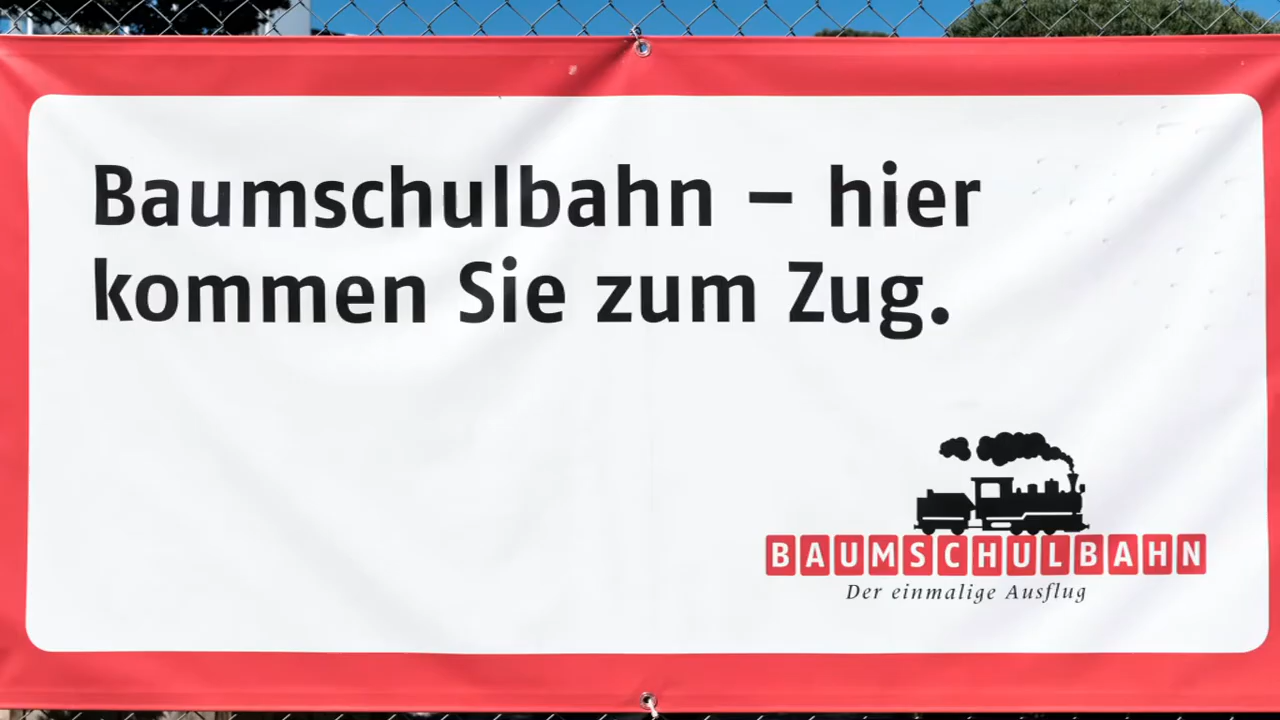 Baumschulbahn – hier
kommen Sie zum Zug.
BAUMSCHULBAHN
Der einmalige Ausflug